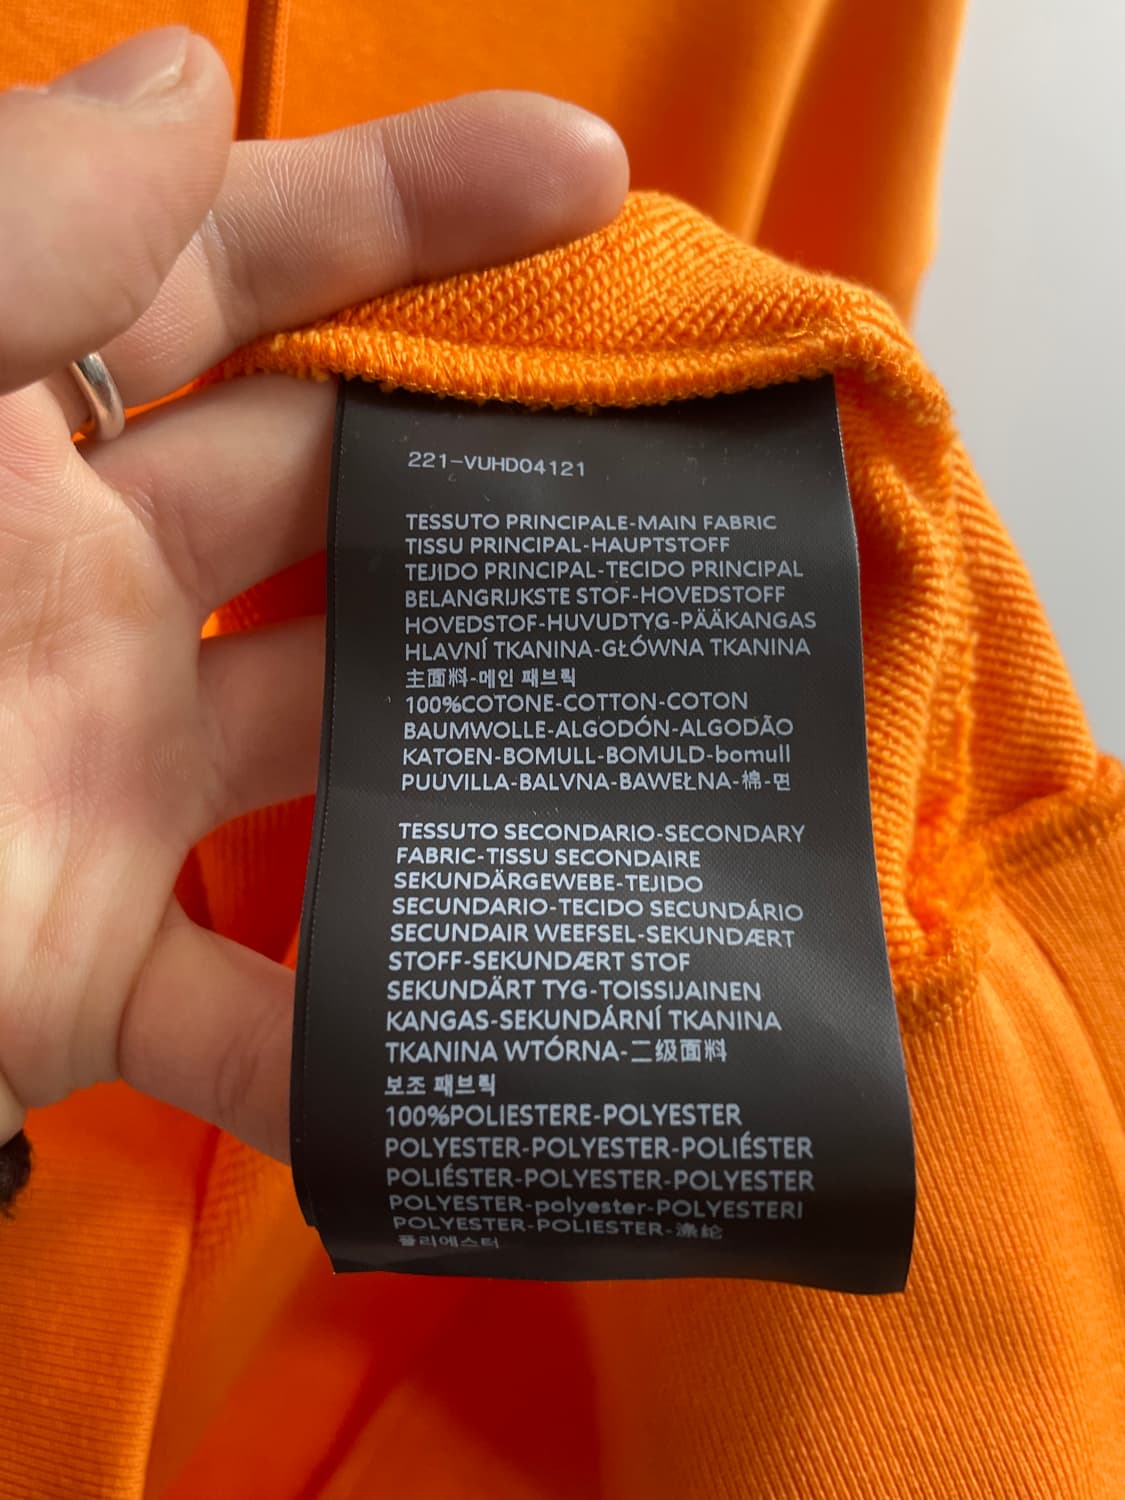 221-VUHD04121
TESSUTO PRINCIPALE-MAIN FABRIC
TISSU PRINCIPAL-HAUPTSTOFF
TEJIDO PRINCIPAL-TECIDO PRINCIPAL
BELANGRIJKSTE STOF-HOVEDSTOFF
HOVEDSTOF-HUVUDTYG-PÄÄKANGAS
HLAVNÍ TKANINA-GŁÓWNA TKANINA
主面料-메인 패브릭
100%COTONE-COTTON-COTON
BAUMWOLLE-ALGODÓN-ALGODÃO
KATOEN-BOMULL-BOMULD-bomull
PUUVILLA-BALVNA-BAWEŁNA-棉-면
TESSUTO SECONDARIO-SECONDARY
FABRIC-TISSU SECONDAIRE
SEKUNDÄRGEWEBE-TEJIDO
SECUNDARIO-TECIDO SECUNDÁRIO
SECUNDAIR WEEFSEL-SEKUNDÆRT
STOFF-SEKUNDÆRT STOF
SEKUNDÄRT TYG-TOISSIJAINEN
KANGAS-SEKUNDÁRNÍ TKANINA
TKANINA WTÓRNA-二级面料
보조 패브릭
100%POLIESTERE-POLYESTER
POLYESTER-POLYESTER-POLIÉSTER
POLIÉSTER-POLYESTER-POLYESTER
POLYESTER-polyester-POLYESTERI
POLYESTER-POLIESTER-涤纶
폴리에스터